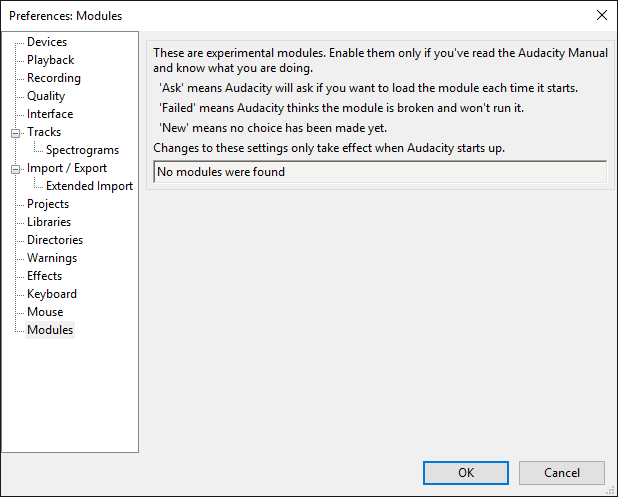 Preferences: Modules
Devices
Playback
Recording
Quality
Interface
Tracks
Spectrograms
Import / Export
Extended Import
Projects
Libraries
Directories
Warnings
Effects
Keyboard
Mouse
Modules
These are experimental modules. Enable them only if you've read the Audacity Manual
and know what you are doing.
'Ask' means Audacity will ask if you want to load the module each time it starts.
'Failed' means Audacity thinks the module is broken and won't run it.
'New' means no choice has been made yet.
Changes to these settings only take effect when Audacity starts up.
No modules were found
OK
Cancel